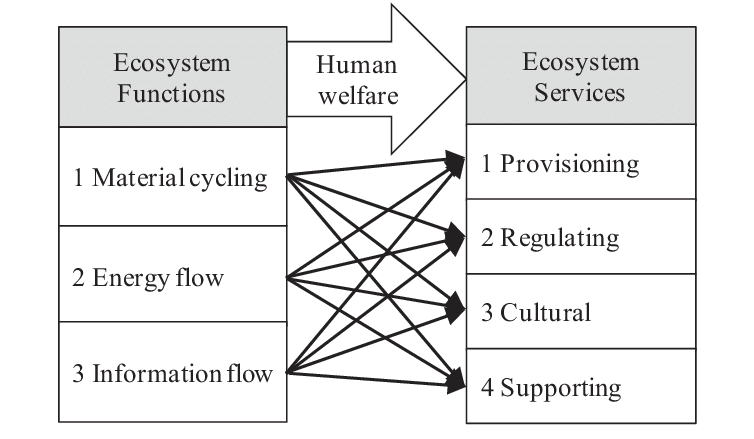 Ecosystem
Functions
Human
welfare
Ecosystem
Services
1 Material cycling
2 Energy flow
3 Information flow
1 Provisioning
2 Regulating
3 Cultural
4 Supporting